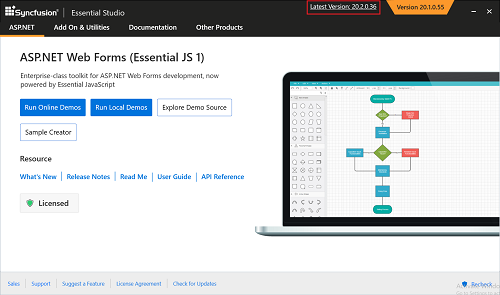 Syncfusion Essential Studio
Latest Version: 20.2.0.36
Version 20.1.0.55
ASP.NET Add On & Utilities Documentation Other Products
ASP.NET Web Forms (Essential JS 1)
Enterprise-class toolkit for ASP.NET Web Forms development, now
powered by Essential JavaScript
Run Online Demos Run Local Demos Explore Demo Source
Sample Creator
Resource
What's New Release Notes Read Me User Guide API Reference
Licensed
Sales Support Suggest a Feature License Agreement Check for Updates
Recheck